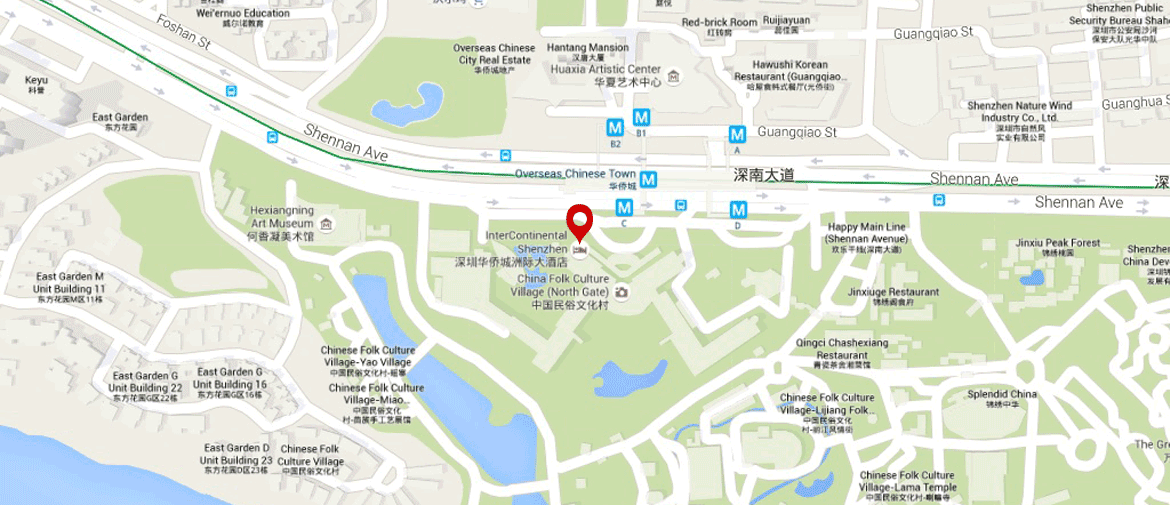 Wei'ernuo Education
威尔诺教育
Foshan St
Keyu
科誉
East Garden
东方花园
Shennan Ave
Overseas Chinese
City Real Estate
华侨城地产
Hantang Mansion
汉唐大厦
Huaxia Artistic Center
华夏艺术中心
Red-brick Room
红砖房
Ruijiayuan
Guangqiao St
Shenzhen Public
Security Bureau Shah
深圳市公安局沙河
保安大队光华中队
Hawushi Korean
Restaurant (Guangqiao...
哈屋食韩式餐厅(光侨街)
Shenzhen Nature Wind
Industry Co., Ltd.
深圳市自然风
实业有限公司
Guanghua S
M
B1
M
B2
M
A
Guangqiao St
Overseas Chinese Town
华侨城
M
深南大道
Shennan Ave
深
Shennan Ave
M
C
M
D
Hexiangning
Art Museum
何香凝美术馆
InterContinental
Shenzhen
深圳华侨城洲际大酒店
China Folk Culture
Village (North Gate)
中国民俗文化村
Happy Main Line
(Shennan Avenue)
欢乐干线(深南大道)
Jinxiu Peak Forest
锦绣桃园
Shenzhen
China Deve
深圳锦
发展有
Jinxiuge Restaurant
锦绣阁食府
East Garden M
Unit Building 11
东方花园M区11栋
East Garden G
Unit Building 22
东方花园G区22栋
East Garden G
Unit Building 16
东方花园G区16栋
Chinese Folk Culture
Village-Yao Village
中国民俗文化村-瑶寨
Chinese Folk Culture
Village-Miao...
中国民俗文化
村-苗族手工艺展馆
Qingci Chashexiang
Restaurant
青瓷茶舍湘菜馆
Chinese Folk Culture
Village-Lijiang Folk...
中国民俗文化
村-丽江风情街
Splendid China
锦绣中华
East Garden D
Unit Building 23
东方花园D区23栋
Chinese Folk
Culture Village
中国民俗文化村
The Gre
Chinese Folk Culture
Village-Lama Temple
中国民俗文化村-喇嘛寺